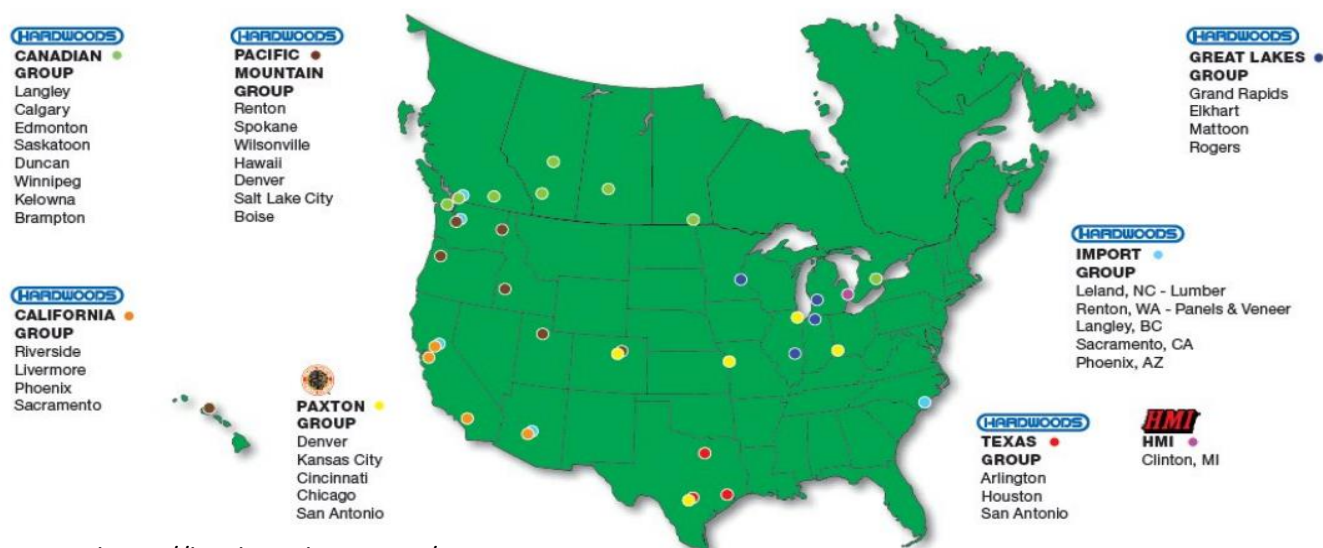 HARDWOODS
CANADIAN
GROUP
Langley
Calgary
Edmonton
Saskatoon
Duncan
Winnipeg
Kelowna
Brampton
HARDWOODS
PACIFIC
MOUNTAIN
GROUP
Renton
Spokane
Wilsonville
Hawaii
Denver
Salt Lake City
Boise
HARDWOODS
GREAT LAKES
GROUP
Grand Rapids
Elkhart
Mattoon
Rogers
HARDWOODS
CALIFORNIA
GROUP
Riverside
Livermore
Phoenix
Sacramento
PAXTON
GROUP
Denver
Kansas City
Cincinnati
Chicago
San Antonio
HARDWOODS
IMPORT
GROUP
Leland, NC - Lumber
Renton, WA - Panels & Veneer
Langley, BC
Sacramento, CA
Phoenix, AZ
HARDWOODS
TEXAS
GROUP
Arlington
Houston
San Antonio
HMI
HMI
Clinton, MI